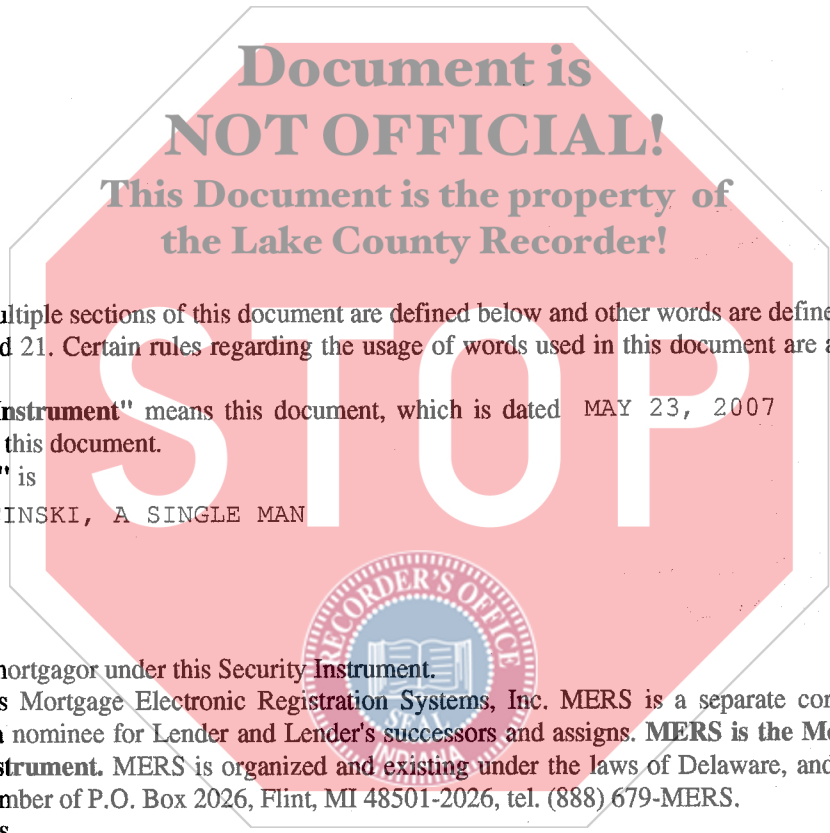 Document is
NOT OFFICIAL!
This Document is the property of
the Lake County Recorder!
ultiple sections of this document are defined below and other words are define
d 21. Certain rules regarding the usage of words used in this document are a
STOP
nstrument" means this document, which is dated MAY 23, 2007
this document.
" is
INSKI, A SINGLE MAN
RECORDER'S OFFICE
nortgagor under this Security Instrument.
s Mortgage Electronic Registration Systems, Inc. MERS is a separate cor
a nominee for Lender and Lender's successors and assigns. MERS is the Mo
SEAL
INDIANA
strument. MERS is organized and existing under the laws of Delaware, and
mber of P.O. Box 2026, Flint, MI 48501-2026, tel. (888) 679-MERS.
s